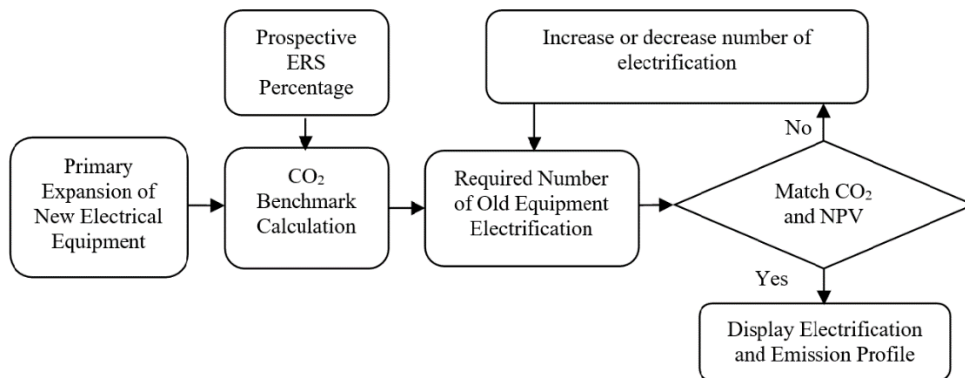 Prospective
ERS
Percentage
Increase or decrease number of
electrification
No
Primary
Expansion of
New Electrical
Equipment
CO₂
Benchmark
Calculation
Required Number
of Old Equipment
Electrification
Match CO₂
and NPV
Yes
Display Electrification
and Emission Profile